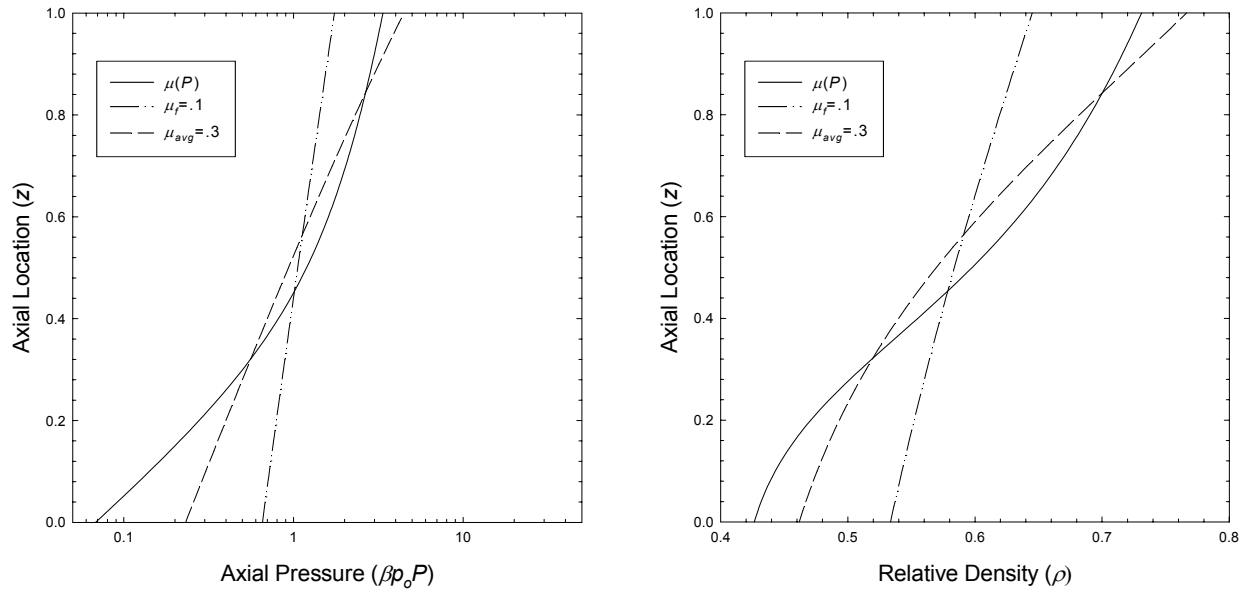 1.0
0.8
0.6
0.4
0.2
0.0
Axial Location (z)
μ(P)
μf=.1
μavg=.3
0.1
1
10
Axial Pressure (βpoP)
1.0
0.8
0.6
0.4
0.2
0.0
Axial Location (z)
μ(P)
μf=.1
μavg=.3
0.4
0.5
0.6
0.7
0.8
Relative Density (ρ)